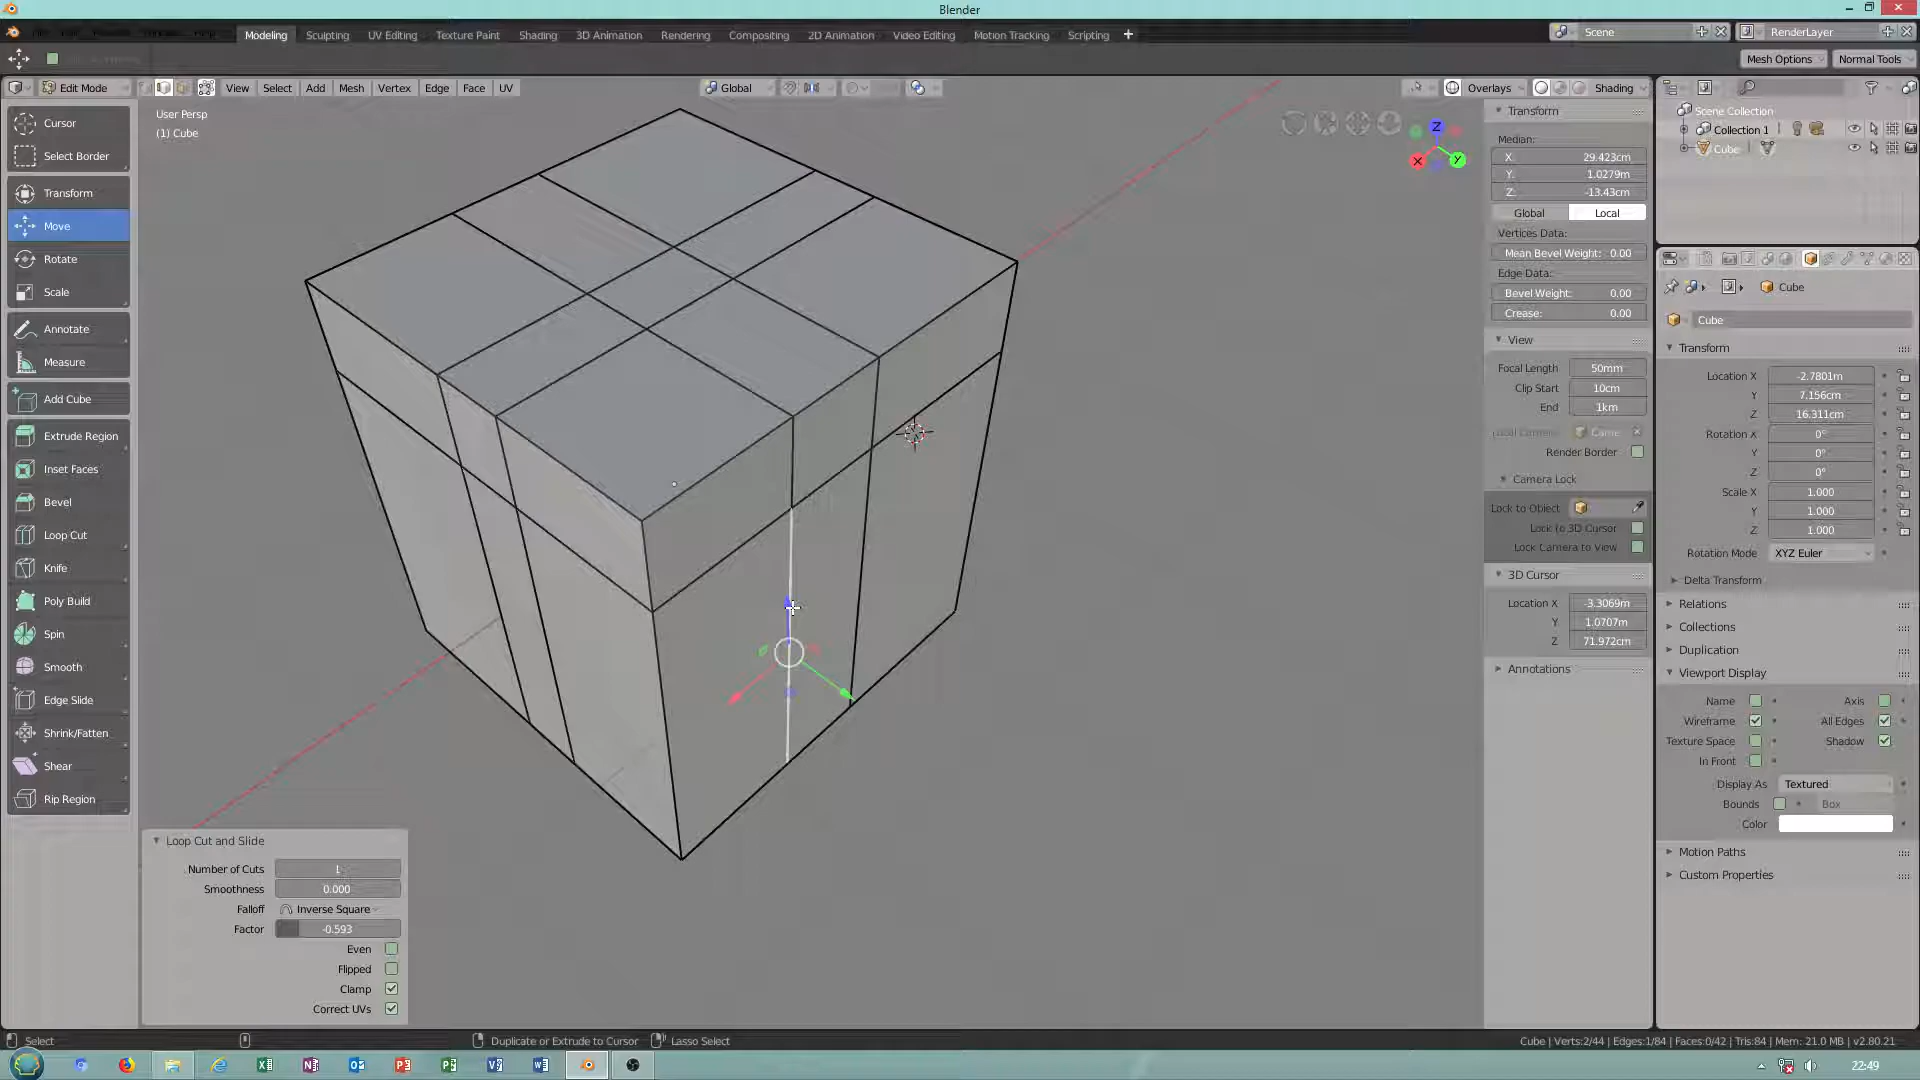 Blender
Modeling Sculpting UV Editing Texture Paint Shading 3D Animation Rendering Compositing 2D Animation Video Editing Motion Tracking Scripting
Scene
RenderLayer
Mesh Options
Normal Tools
Edit Mode
View Select Add Mesh Vertex Edge Face UV
Global
Overlays
Shading
User Persp
(1) Cube
Cursor
Select Border
Transform
Move
Rotate
Scale
Annotate
Measure
Add Cube
Extrude Region
Inset Faces
Bevel
Loop Cut
Knife
Poly Build
Spin
Smooth
Edge Slide
Shrink/Fatten
Shear
Rip Region
Z
X
Y
Loop Cut and Slide
Number of Cuts 1
Smoothness 0.000
Falloff Inverse Square
Factor -0.593
Even
Flipped
Clamp
Correct UVs
Transform
Median:
X: 29.423cm
Y: 1.0279m
Z: -13.43cm
Global Local
Vertices Data:
Mean Bevel Weight: 0.00
Edge Data:
Bevel Weight: 0.00
Crease: 0.00
View
Focal Length 50mm
Clip Start 10cm
End 1km
Local Camera Came
Render Border
Camera Lock
Lock to Object
Lock to 3D Cursor
Lock Camera to View
3D Cursor
Location X -3.3069m
Y 1.0707m
Z 71.972cm
Annotations
Scene Collection
Collection 1
Cube
Cube
Cube
Transform
Location X -2.7801m
Y 7.156cm
Z 16.311cm
Rotation X 0°
Y 0°
Z 0°
Scale X 1.000
Y 1.000
Z 1.000
Rotation Mode XYZ Euler
Delta Transform
Relations
Collections
Duplication
Viewport Display
Name Axis
Wireframe All Edges
Texture Space Shadow
In Front
Display As Textured
Bounds Box
Color
Motion Paths
Custom Properties
Select
Duplicate or Extrude to Cursor
Lasso Select
Cube | Verts:2/44 | Edges:1/84 | Faces:0/42 | Tris:84 | Mem: 21.0 MB | v2.80.21
22:49